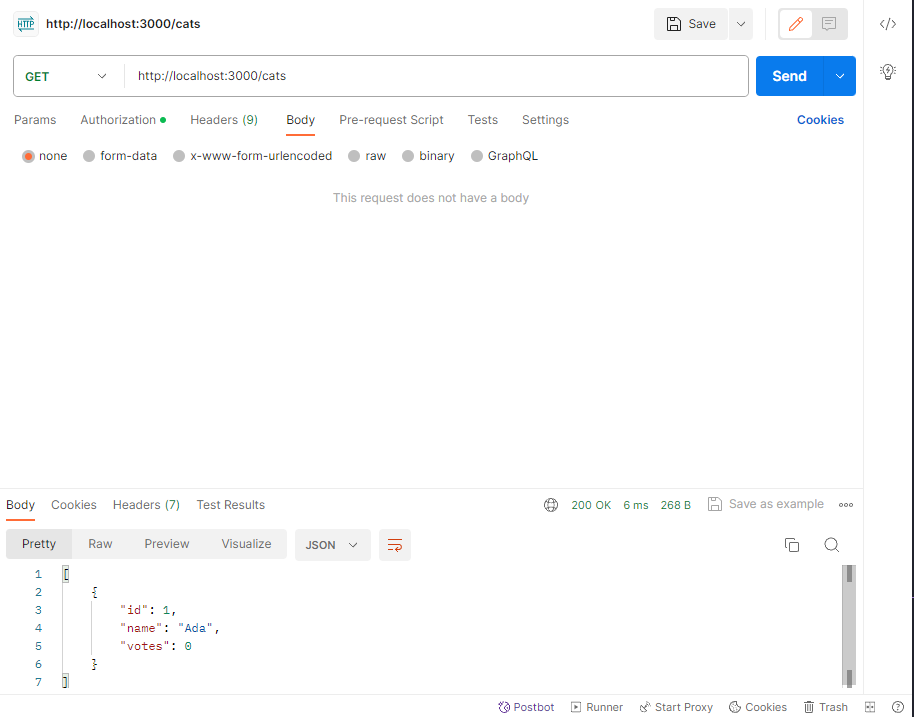 HTTP http://localhost:3000/cats Save
GET http://localhost:3000/cats Send
Params Authorization Headers (9) Body Pre-request Script Tests Settings Cookies
none form-data x-www-form-urlencoded raw binary GraphQL
This request does not have a body
Body Cookies Headers (7) Test Results 200 OK 6 ms 268 B Save as example
Pretty Raw Preview Visualize JSON
1 [
2 {
3 "id": 1,
4 "name": "Ada",
5 "votes": 0
6 }
7 ]
Postbot Runner Start Proxy Cookies Trash